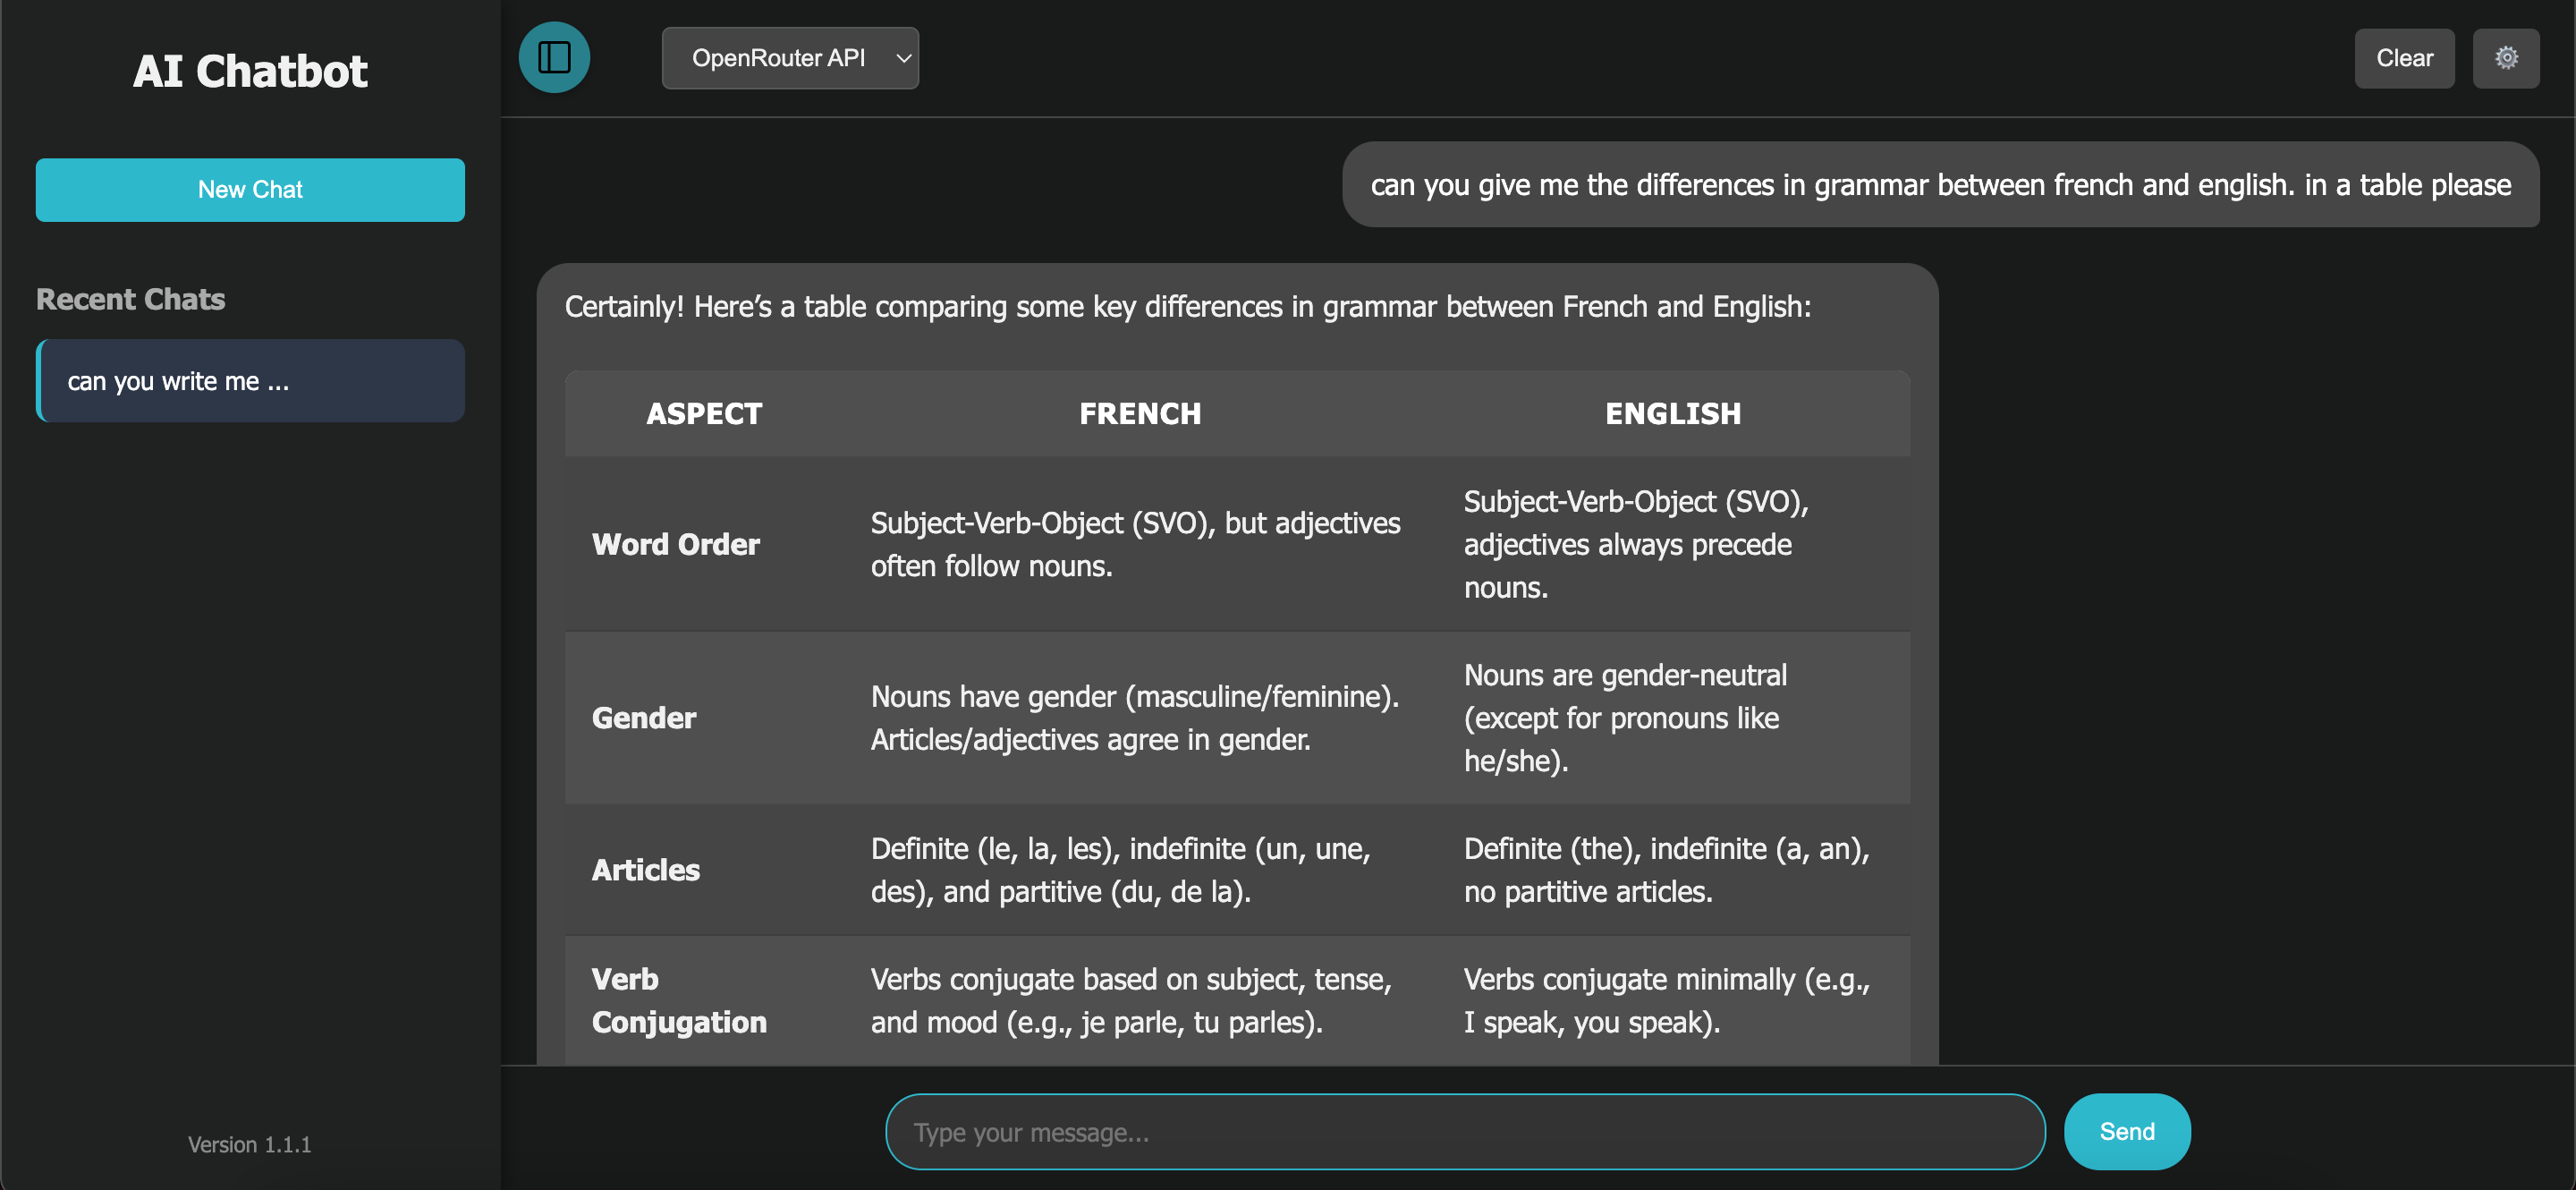 AI Chatbot
New Chat
Recent Chats
can you write me ...
Version 1.1.1
OpenRouter API
Clear
can you give me the differences in grammar between french and english. in a table please
Certainly! Here’s a table comparing some key differences in grammar between French and English:
ASPECT FRENCH ENGLISH
Word Order
Subject-Verb-Object (SVO), but adjectives
often follow nouns.
Subject-Verb-Object (SVO),
adjectives always precede
nouns.
Gender
Nouns have gender (masculine/feminine).
Articles/adjectives agree in gender.
Nouns are gender-neutral
(except for pronouns like
he/she).
Articles
Definite (le, la, les), indefinite (un, une,
des), and partitive (du, de la).
Definite (the), indefinite (a, an),
no partitive articles.
Verb
Conjugation
Verbs conjugate based on subject, tense,
and mood (e.g., je parle, tu parles).
Verbs conjugate minimally (e.g.,
I speak, you speak).
Type your message...
Send